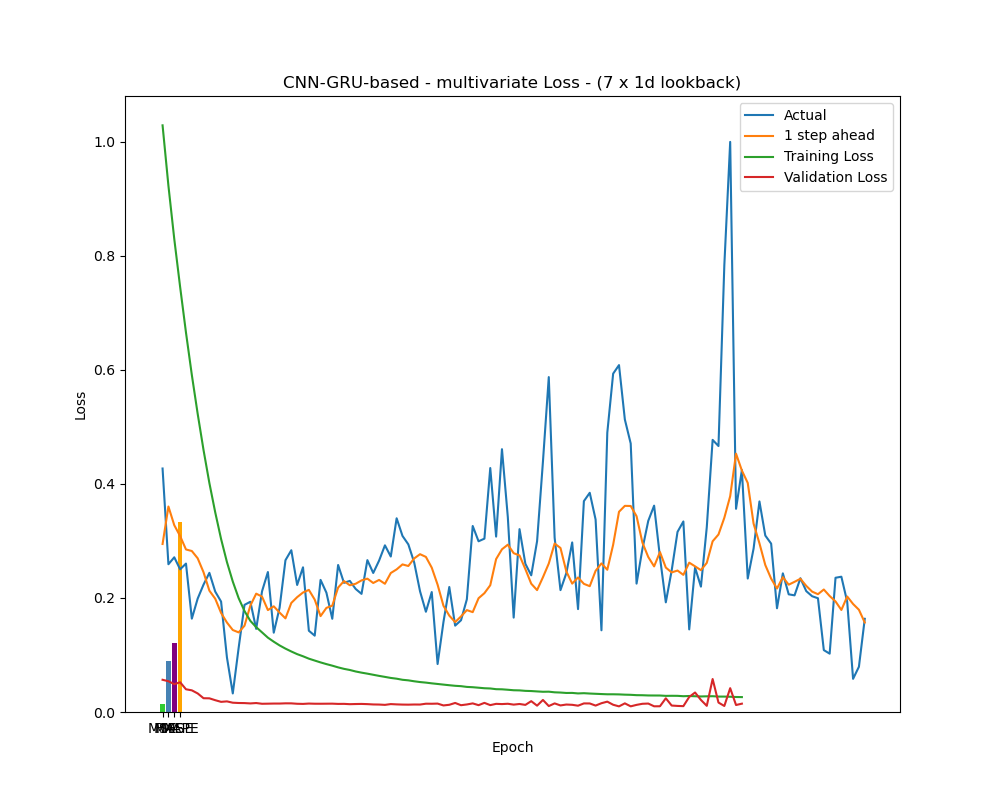 CNN-GRU-based - multivariate Loss - (7 x 1d lookback)
Actual
1 step ahead
Training Loss
Validation Loss
1.0
0.8
0.6
0.4
0.2
0.0
Loss
Epoch